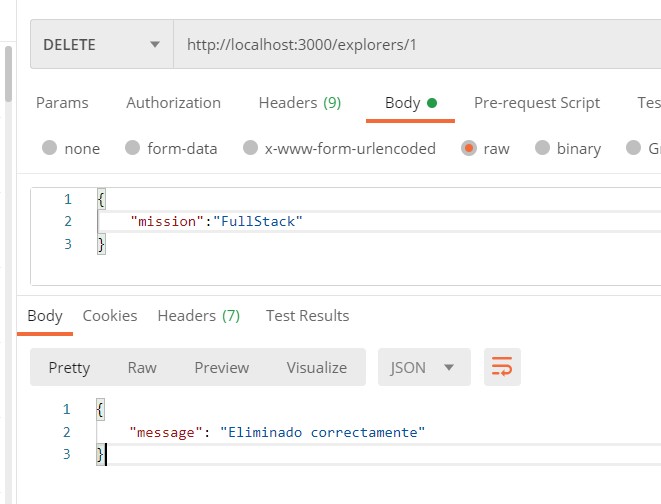 DELETE http://localhost:3000/explorers/1
Params Authorization Headers (9) Body Pre-request Script Tes
none form-data x-www-form-urlencoded raw binary G
1 {
2 "mission":"FullStack"
3 }
Body Cookies Headers (7) Test Results
Pretty Raw Preview Visualize JSON
1 {
2 "message": "Eliminado correctamente"
3 }